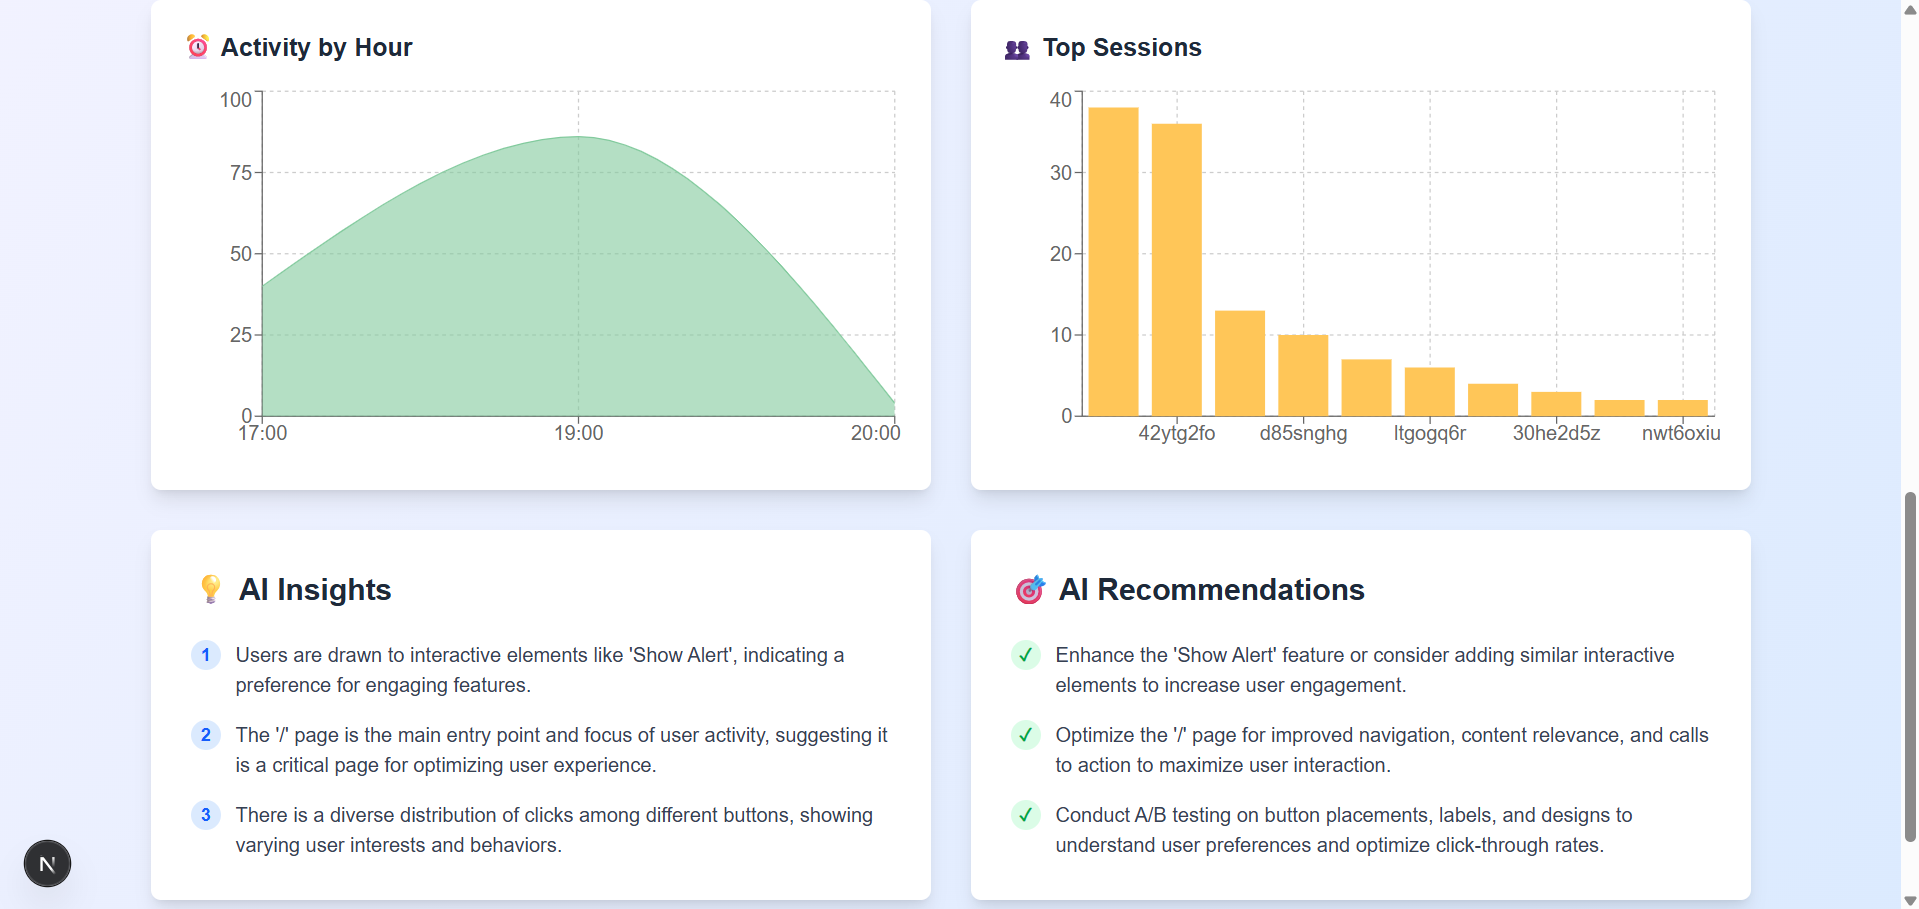 Activity by Hour
100
75
50
25
0
17:00
19:00
20:00
Top Sessions
40
30
20
10
0
42ytg2fo
d85snghg
ltgogq6r
30he2d5z
nwt6oxiu
AI Insights
1
Users are drawn to interactive elements like 'Show Alert', indicating a
preference for engaging features.
2
The '/' page is the main entry point and focus of user activity, suggesting it
is a critical page for optimizing user experience.
3
There is a diverse distribution of clicks among different buttons, showing
varying user interests and behaviors.
AI Recommendations
✓
Enhance the 'Show Alert' feature or consider adding similar interactive
elements to increase user engagement.
✓
Optimize the '/' page for improved navigation, content relevance, and calls
to action to maximize user interaction.
✓
Conduct A/B testing on button placements, labels, and designs to
understand user preferences and optimize click-through rates.
N